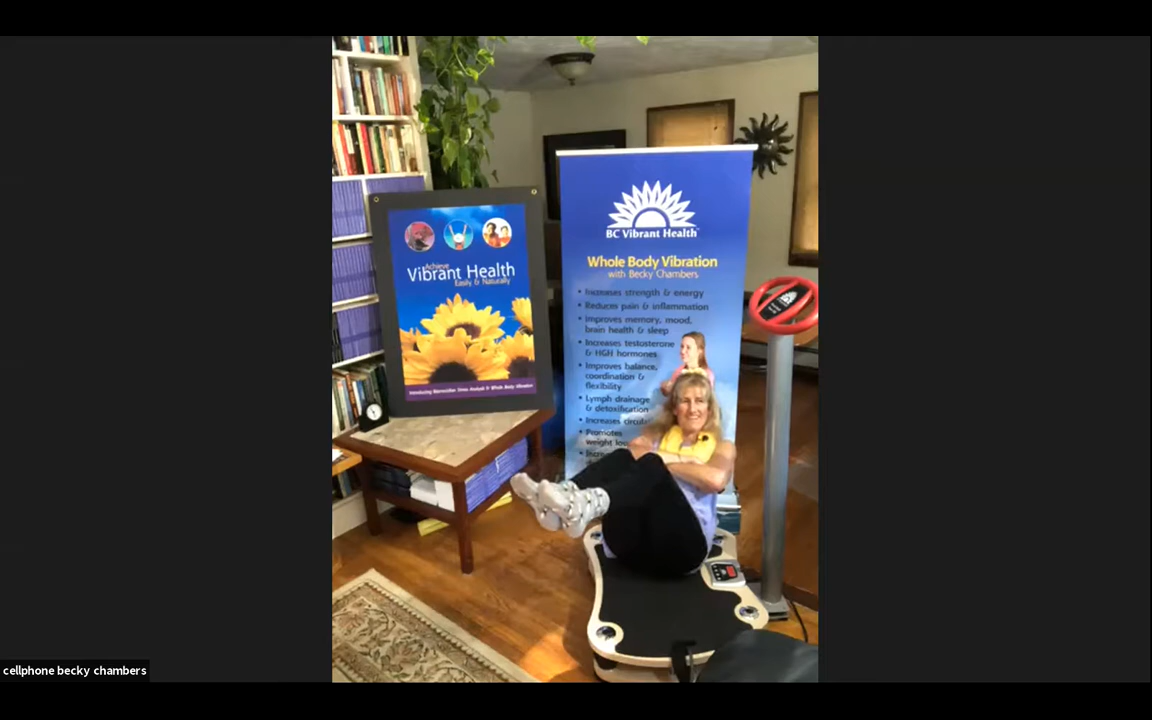 Achieve
Vibrant Health
Easily & Naturally
BC Vibrant Health
Whole Body Vibration
with Becky Chambers
• Increases strength & energy
• Reduces pain & inflammation
• Improves memory, mood,
brain health & sleep
• Increases testosterone
& HGH hormones
• Improves balance,
coordination &
flexibility
• Lymph drainage
& detoxification
• Increases
• Promotes
weight
cellphone becky chambers